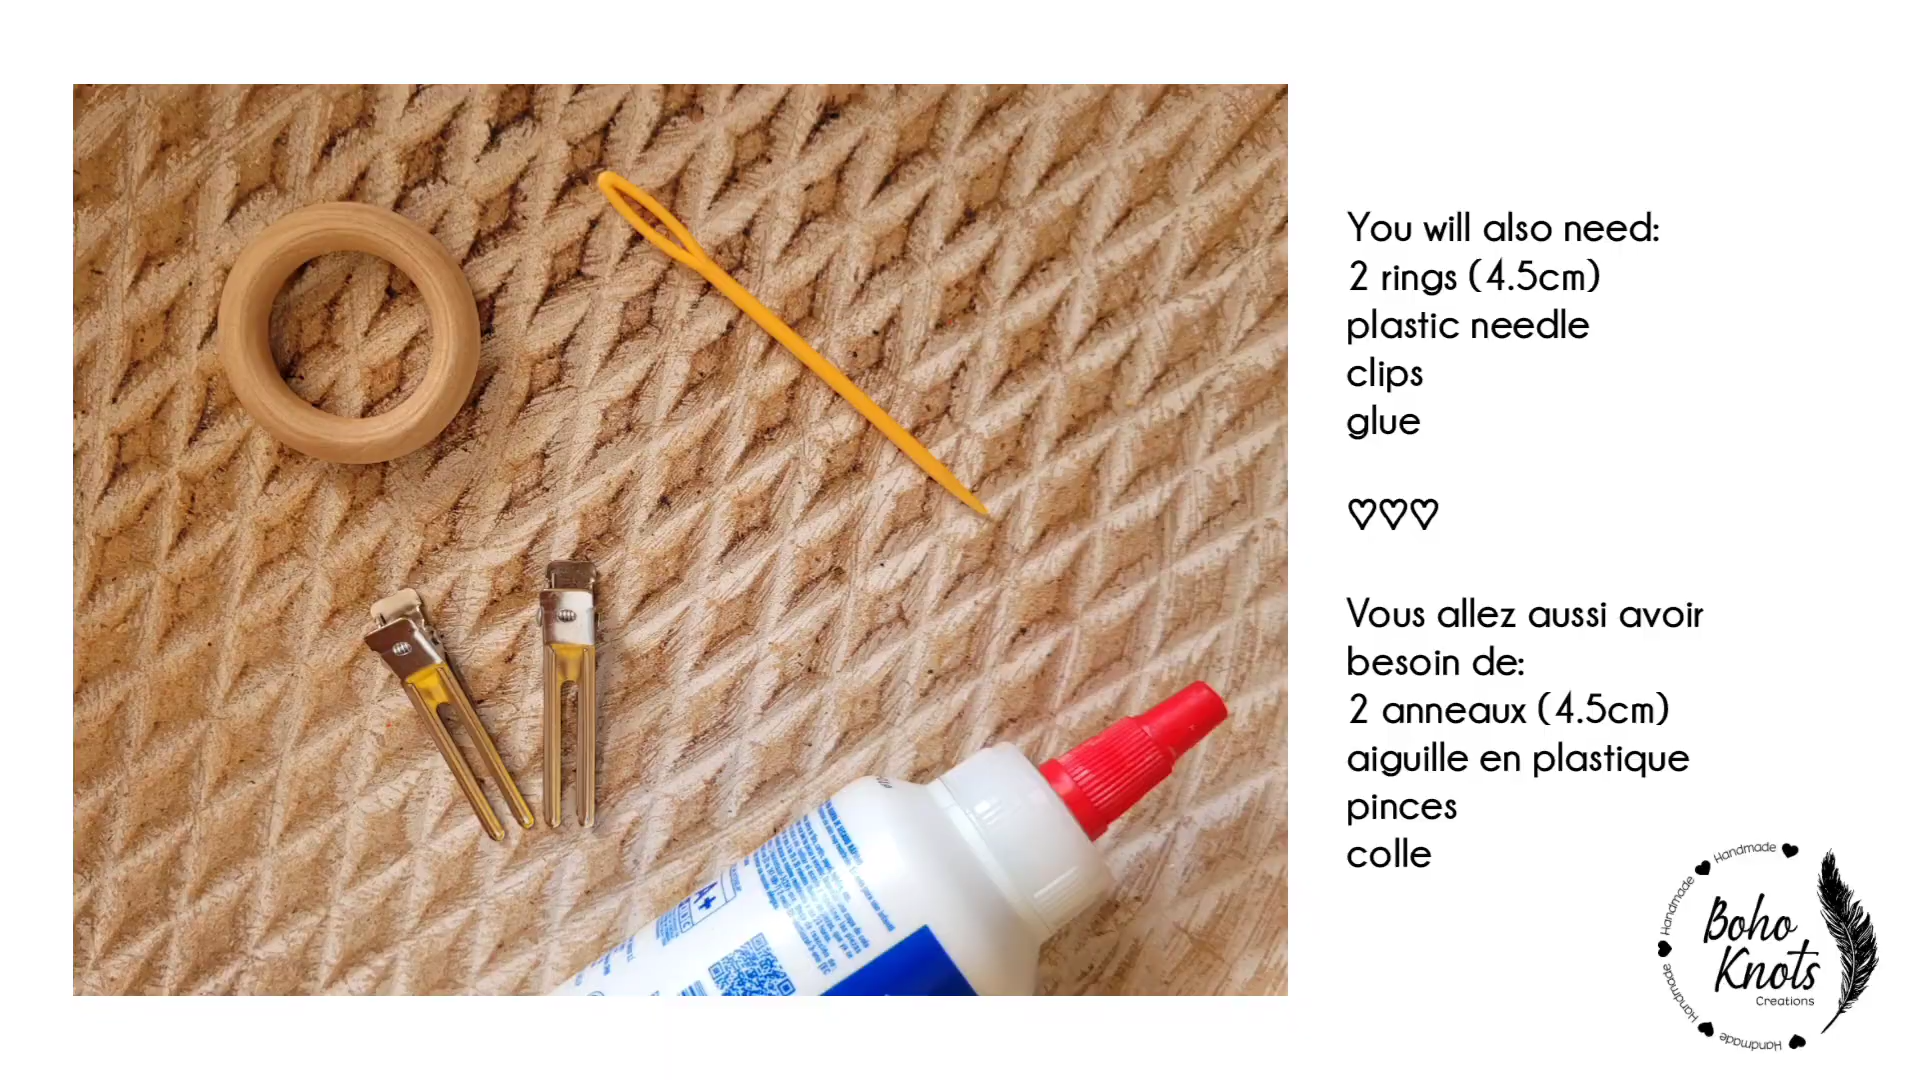 You will also need:
2 rings (4.5cm)
plastic needle
clips
glue
♡♡♡
Vous allez aussi avoir
besoin de:
2 anneaux (4.5cm)
aiguille en plastique
pinces
colle
Handmade
Handmade
Handmade
Handmade
Boho
Knots
Creations
A+